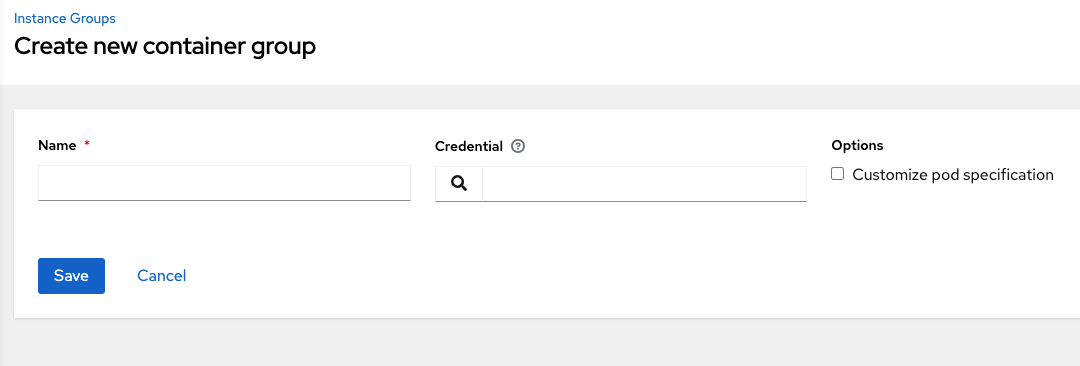 Instance Groups
Create new container group
Name *
Credential
Options
Customize pod specification
Save
Cancel